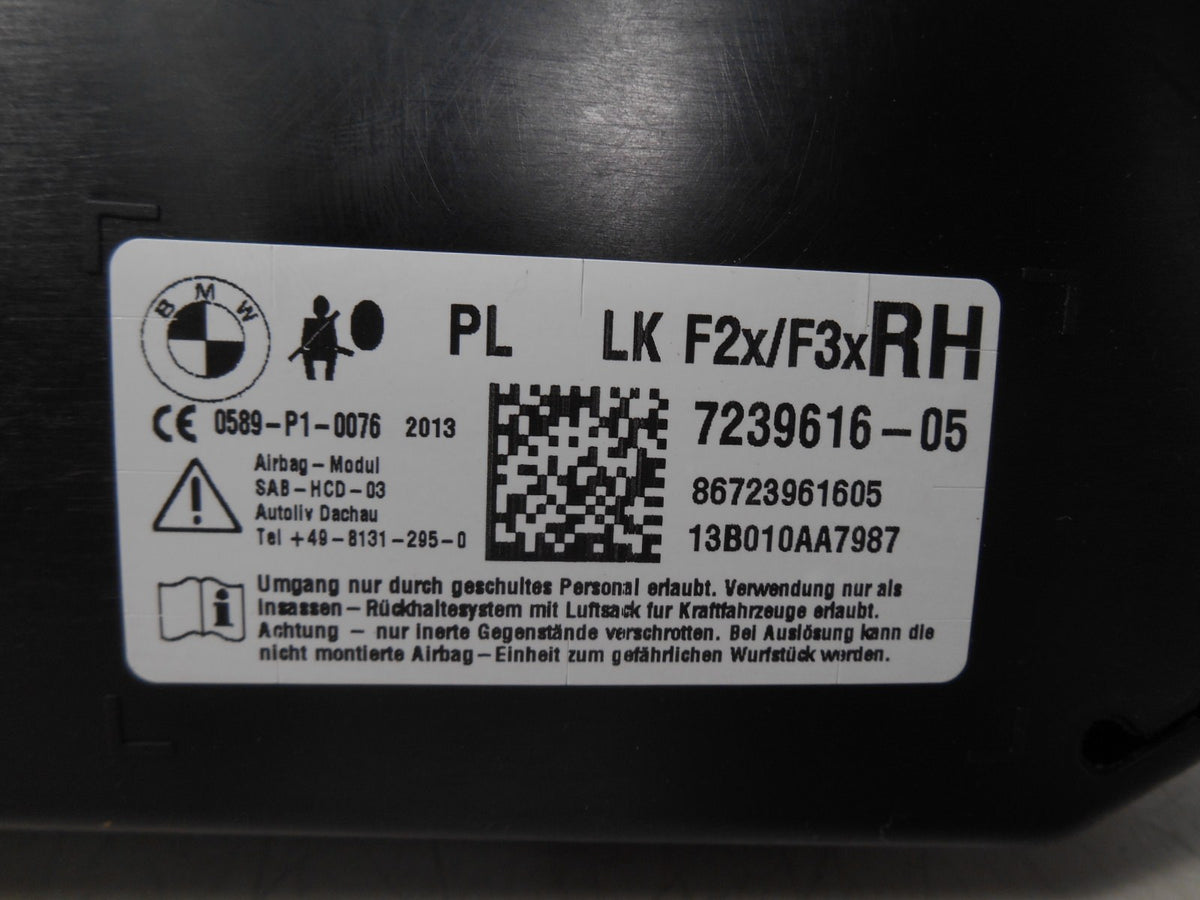 BMW
PL LK F2x/F3x RH
CE 0589-P1-0076 2013
7239616-05
Airbag-Modul
SAB-HCD-03
Autoliv Dachau
Tel +49-8131-295-0
86723961605
13B010AA7987
Umgang nur durch geschultes Personal erlaubt. Verwendung nur als
Insassen-Rückhaltesystem mit Luftsack fur Kraftfahrzeuge erlaubt.
Achtung - nur inerte Gegenstände verschrotten. Bei Auslösung kann die
nicht montierte Airbag-Einheit zum gefährlichen Wurfstück werden.